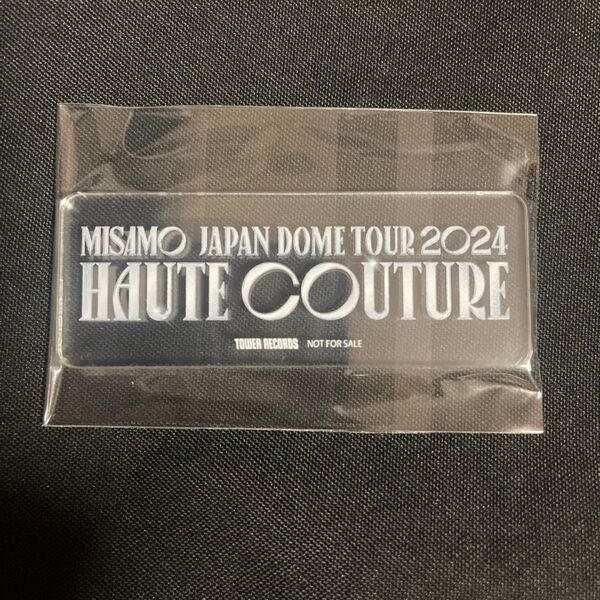 MISAMO JAPAN DOME TOUR 2024
HAUTE COUTURE
TOWER RECORDS NOT FOR SALE